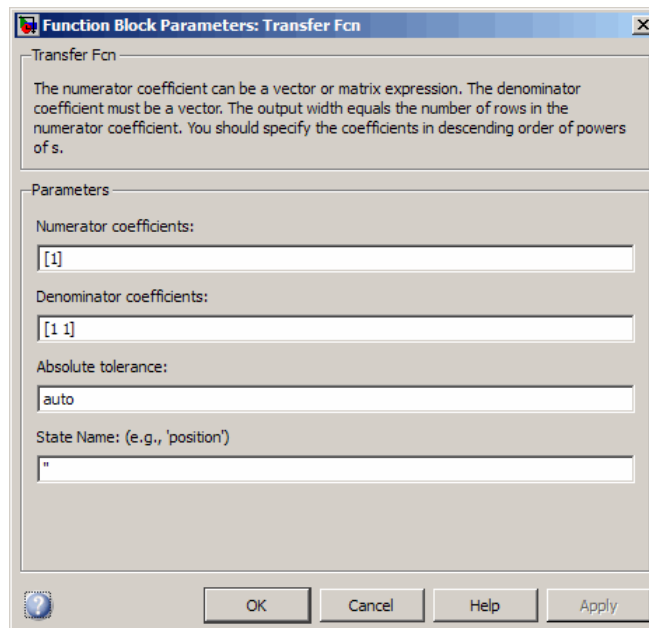 Function Block Parameters: Transfer Fcn
Transfer Fcn
The numerator coefficient can be a vector or matrix expression. The denominator
coefficient must be a vector. The output width equals the number of rows in the
numerator coefficient. You should specify the coefficients in descending order of powers
of s.
Parameters
Numerator coefficients:
[1]
Denominator coefficients:
[1 1]
Absolute tolerance:
auto
State Name: (e.g., 'position')
''
OK Cancel Help Apply